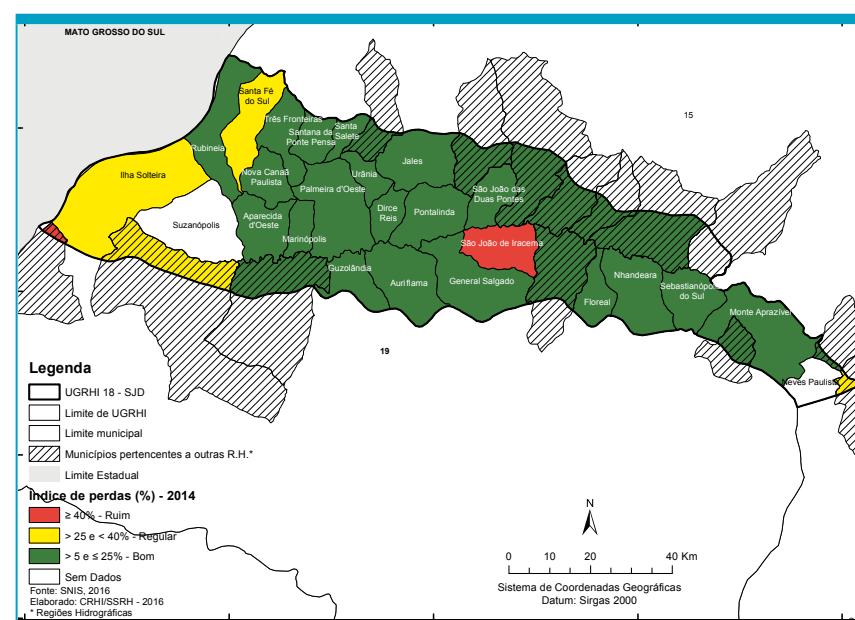 MATO GROSSO DO SUL
15
Santa Fé
do Sul
Três Fronteiras
Santa
Salete
Santana da
Ponte Pensa
Rubineia
Jales
Ilha Solteira
Nova Canaã
Paulista
Urânia
Palmeira d'Oeste
São João das
Duas Pontes
Suzanópolis
Aparecida
d'Oeste
Dirce
Reis
Pontalinda
Marinópolis
São João de Iracema
Guzolândia
Auriflama
General Salgado
Nhandeara
Floreal
Sebastianópolis
do Sul
Monte Aprazível
Neves Paulista
19
Legenda
UGRHI 18 - SJD
Limite de UGRHI
Limite municipal
Municípios pertencentes a outras R.H.*
Limite Estadual
Índice de perdas (%) - 2014
≥ 40% - Ruim
> 25 e < 40% - Regular
> 5 e ≤ 25% - Bom
Sem Dados
Fonte: SNIS, 2016
Elaborado: CRHI/SSRH - 2016
* Regiões Hidrográficas
N
0 10 20 40 Km
Sistema de Coordenadas Geográficas
Datum: Sirgas 2000